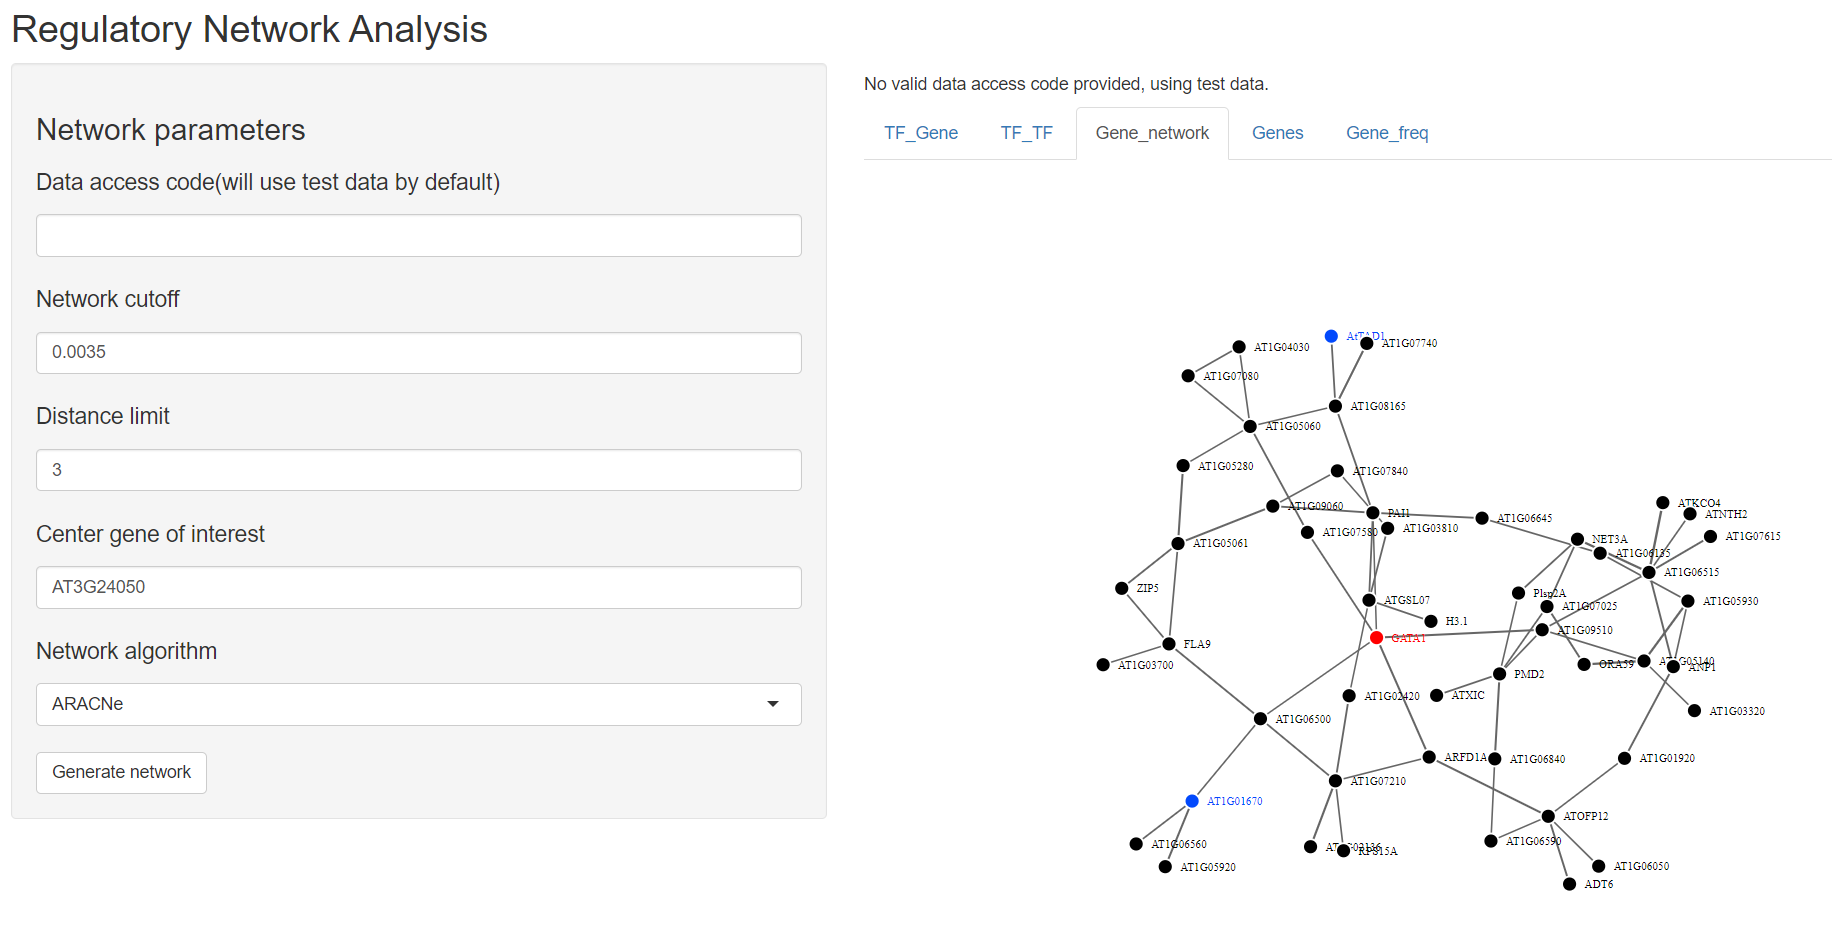 Regulatory Network Analysis
Network parameters
Data access code(will use test data by default)
Network cutoff
0.0035
Distance limit
3
Center gene of interest
AT3G24050
Network algorithm
ARACNe
Generate network
No valid data access code provided, using test data.
TF_Gene TF_TF Gene_network Genes Gene_freq
AtTAD1
AT1G07740
AT1G04030
AT1G07080
AT1G08165
AT1G05060
AT1G05280
AT1G07840
AT1G09060
PAI1
AT1G06645
AT1G03810
AT1G07580
AT1G05061
ATKCO4
ATNTH2
AT1G07615
NET3A
AT1G06135
AT1G06515
ZIP5
Plsp2A
AT1G07025
AT1G05930
ATGSL07
H3.1
AT1G09510
GATA1
FLA9
AT1G03700
ORA59
AT1G05140
ANP1
PMD2
ATXIC
AT1G02420
AT1G03320
AT1G06500
ARFD1A
AT1G06840
AT1G01920
AT1G07210
AT1G01670
ATOFP12
AT1G06560
AT1G05920
RPS15A
AT1G06590
AT1G06050
ADT6